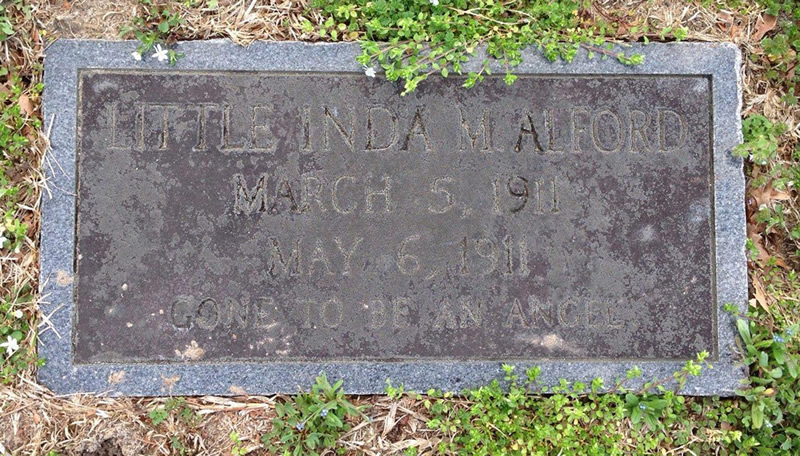 LITTLE INDA M. ALFORD
MARCH 5, 1911
MAY 6, 1911
GONE TO BE AN ANGEL